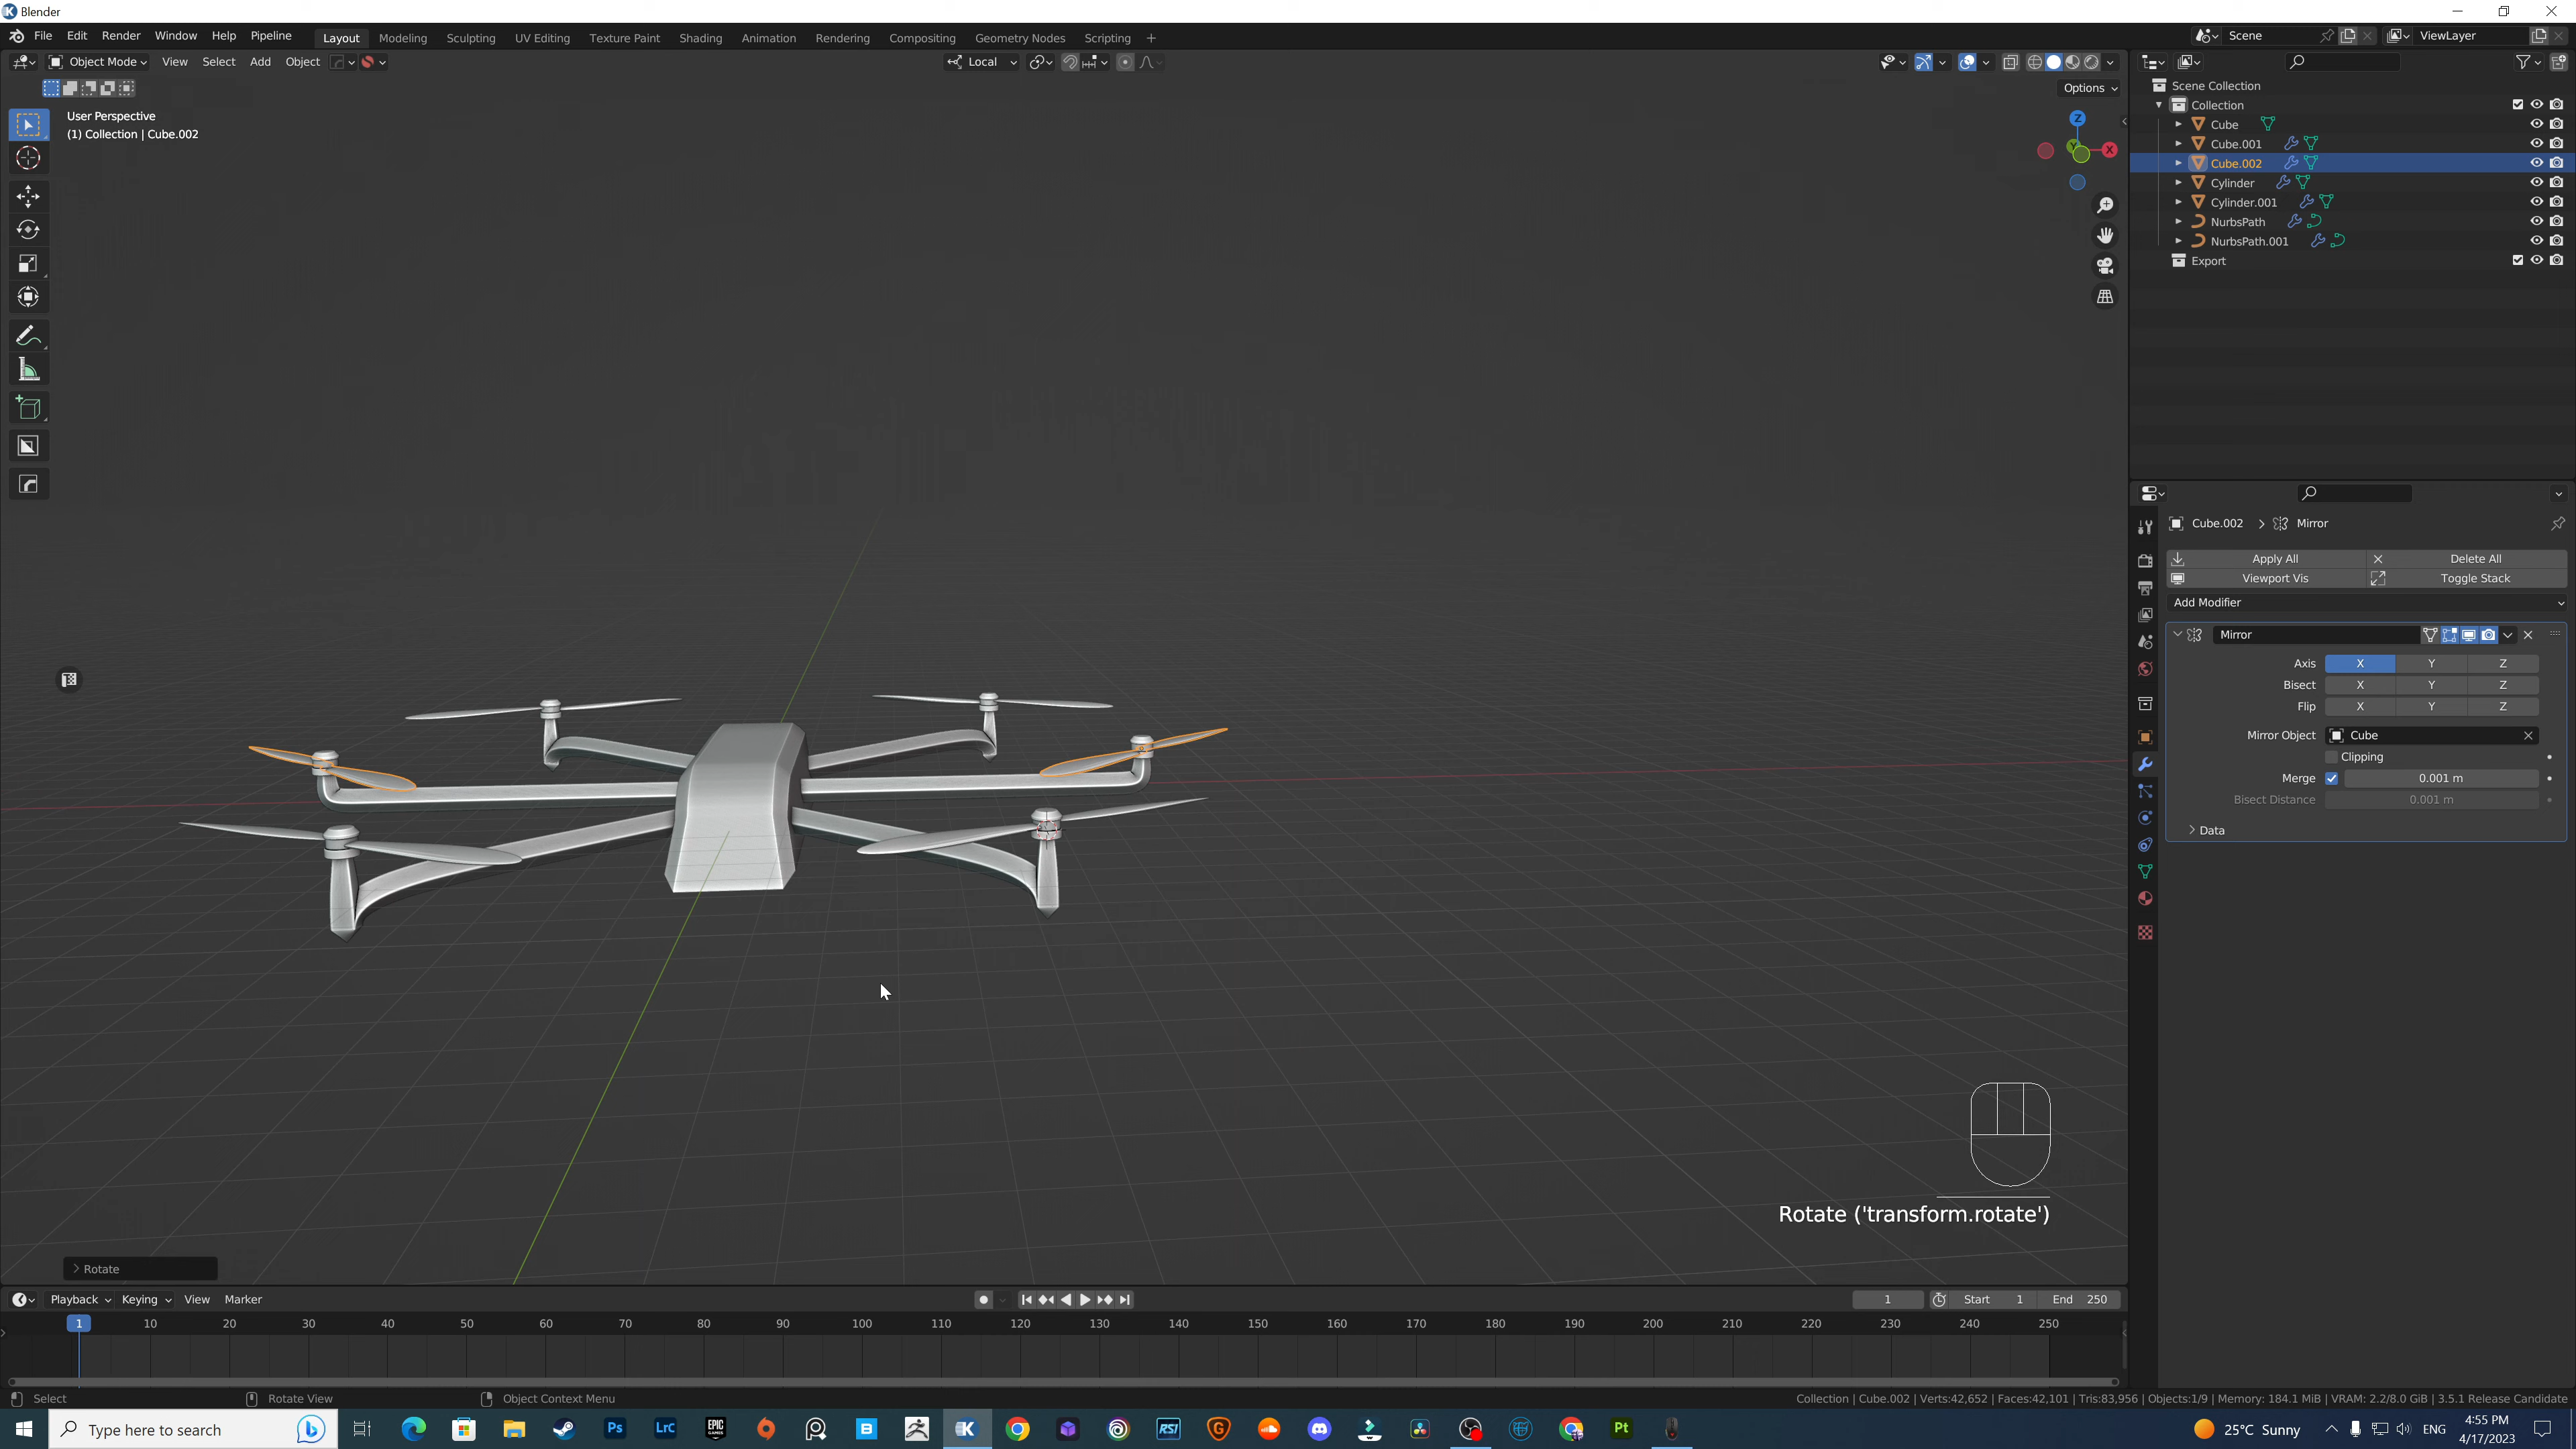 Blender
File Edit Render Window Help Pipeline Layout Modeling Sculpting UV Editing Texture Paint Shading Animation Rendering Compositing Geometry Nodes Scripting + Scene ViewLayer
Object Mode View Select Add Object Local
Options
User Perspective
(1) Collection | Cube.002
Z
Y
X
Scene Collection
Collection
Cube
Cube.001
Cube.002
Cylinder
Cylinder.001
NurbsPath
NurbsPath.001
Export
Cube.002 > Mirror
Apply All Delete All
Viewport Vis Toggle Stack
Add Modifier
Mirror
Axis X Y Z
Bisect X Y Z
Flip X Y Z
Mirror Object Cube
Clipping
Merge 0.001 m
Bisect Distance 0.001 m
> Data
Rotate ('transform.rotate')
> Rotate
Playback Keying View Marker 1 Start 1 End 250
1 10 20 30 40 50 60 70 80 90 100 110 120 130 140 150 160 170 180 190 200 210 220 230 240 250
Select Rotate View Object Context Menu Collection | Cube.002 | Verts:42,652 | Faces:42,101 | Tris:83,956 | Objects:1/9 | Memory: 184.1 MiB | VRAM: 2.2/8.0 GiB | 3.5.1 Release Candidate
Type here to search Ps LrC EPIC GAMES RSI Pt 25°C Sunny ENG 4:55 PM
4/17/2023